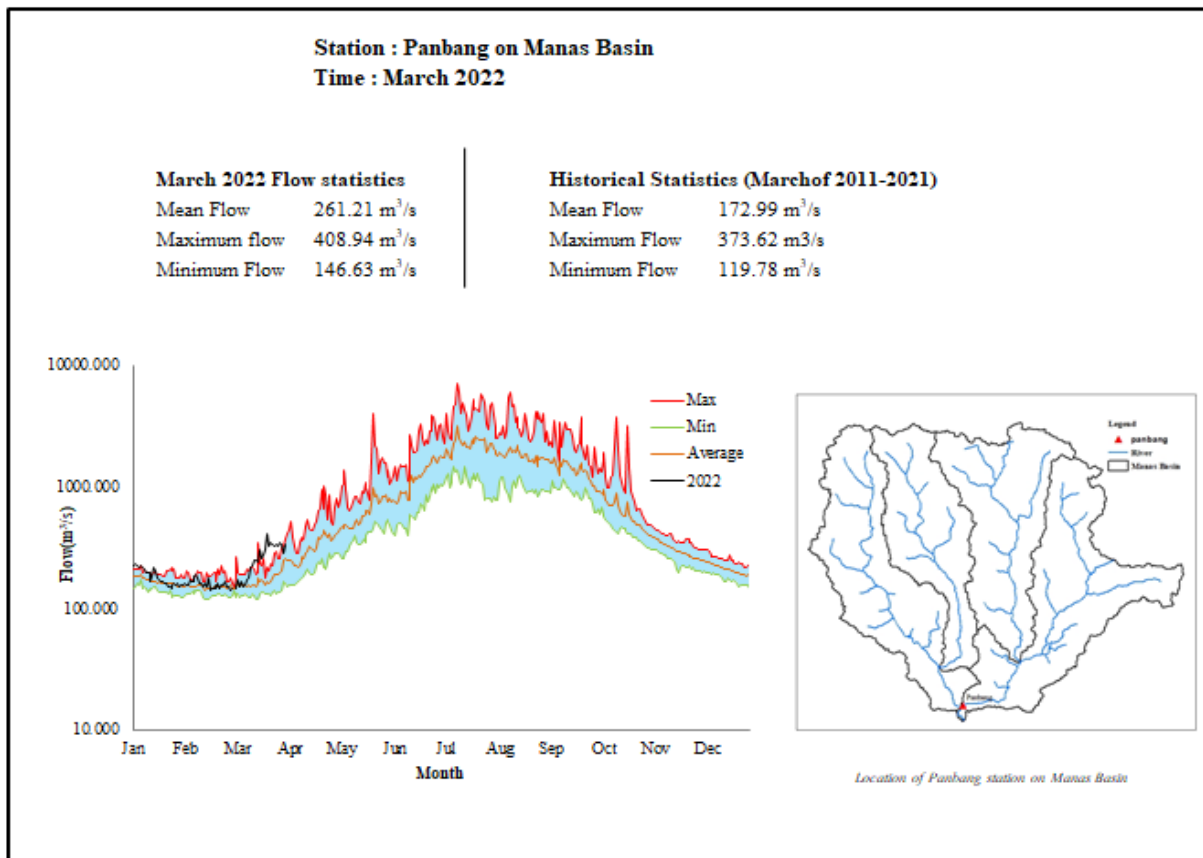 Station : Panbang on Manas Basin
Time : March 2022
March 2022 Flow statistics
Mean Flow 261.21 m³/s
Maximum flow 408.94 m³/s
Minimum Flow 146.63 m³/s
Historical Statistics (Marchof 2011-2021)
Mean Flow 172.99 m³/s
Maximum Flow 373.62 m3/s
Minimum Flow 119.78 m³/s
10000.000
1000.000
100.000
10.000
Flow(m³/s)
Jan Feb Mar Apr May Jun Jul Aug Sep Oct Nov Dec
Month
Max
Min
Average
2022
Legend
panbang
River
Manas Basin
Panbang
Location of Panbang station on Manas Basin